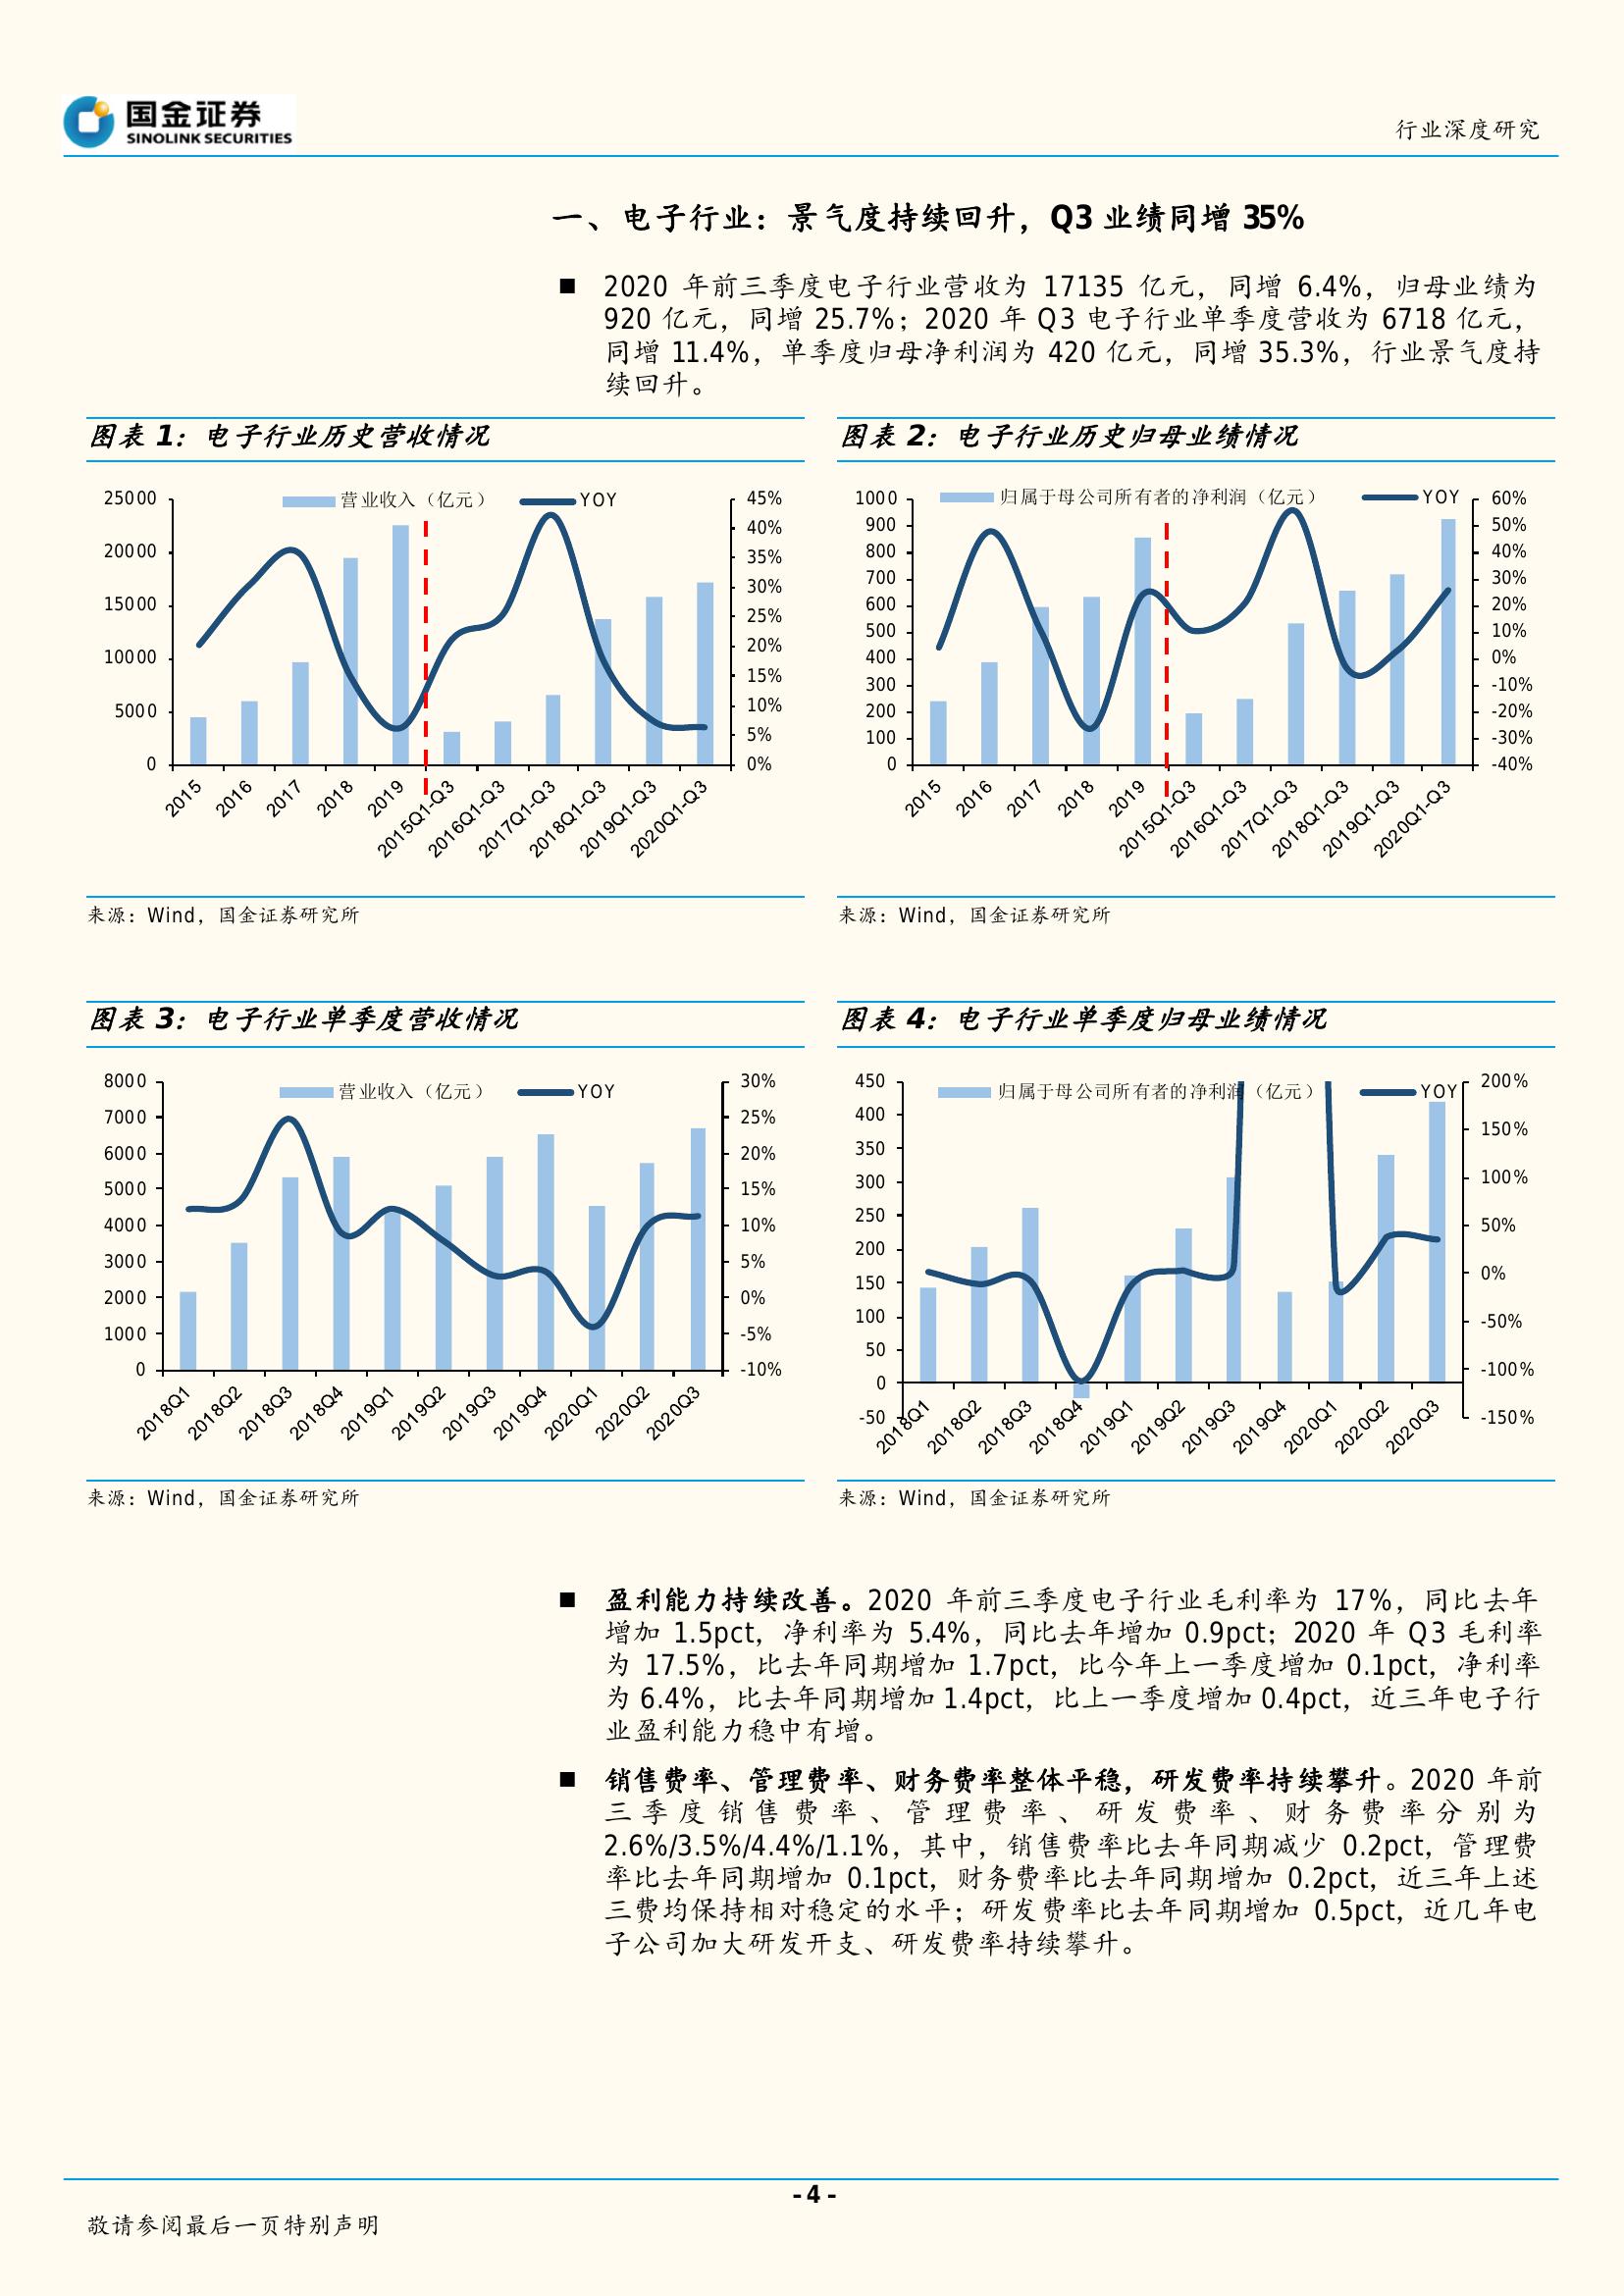 国金证券
SINOLINK SECURITIES
行业深度研究
一、电子行业：景气度持续回升，Q3 业绩同增 35%
■ 2020 年前三季度电子行业营收为 17135 亿元，同增 6.4%，归母业绩为
920 亿元，同增 25.7%；2020 年 Q3 电子行业单季度营收为 6718 亿元，
同增 11.4%，单季度归母净利润为 420 亿元，同增 35.3%，行业景气度持
续回升。
图表 1：电子行业历史营收情况
营业收入（亿元） YOY
25000
20000
15000
10000
5000
0
45%
40%
35%
30%
25%
20%
15%
10%
5%
0%
2015 2016 2017 2018 2019 2015Q1-Q3 2016Q1-Q3 2017Q1-Q3 2018Q1-Q3 2019Q1-Q3 2020Q1-Q3
来源：Wind，国金证券研究所
图表 2：电子行业历史归母业绩情况
归属于母公司所有者的净利润（亿元） YOY
1000
900
800
700
600
500
400
300
200
100
0
60%
50%
40%
30%
20%
10%
0%
-10%
-20%
-30%
-40%
2015 2016 2017 2018 2019 2015Q1-Q3 2016Q1-Q3 2017Q1-Q3 2018Q1-Q3 2019Q1-Q3 2020Q1-Q3
来源：Wind，国金证券研究所
图表 3：电子行业单季度营收情况
营业收入（亿元） YOY
8000
7000
6000
5000
4000
3000
2000
1000
0
30%
25%
20%
15%
10%
5%
0%
-5%
-10%
2018Q1 2018Q2 2018Q3 2018Q4 2019Q1 2019Q2 2019Q3 2019Q4 2020Q1 2020Q2 2020Q3
来源：Wind，国金证券研究所
图表 4：电子行业单季度归母业绩情况
归属于母公司所有者的净利润（亿元） YOY
450
400
350
300
250
200
150
100
50
0
-50
200%
150%
100%
50%
0%
-50%
-100%
-150%
2018Q1 2018Q2 2018Q3 2018Q4 2019Q1 2019Q2 2019Q3 2019Q4 2020Q1 2020Q2 2020Q3
来源：Wind，国金证券研究所
■ 盈利能力持续改善。2020 年前三季度电子行业毛利率为 17%，同比去年
增加 1.5pct，净利率为 5.4%，同比去年增加 0.9pct；2020 年 Q3 毛利率
为 17.5%，比去年同期增加 1.7pct，比今年上一季度增加 0.1pct，净利率
为 6.4%，比去年同期增加 1.4pct，比上一季度增加 0.4pct，近三年电子行
业盈利能力稳中有增。
■ 销售费率、管理费率、财务费率整体平稳，研发费率持续攀升。2020 年前
三季度销售费率、管理费率、研发费率、财务费率分别为
2.6%/3.5%/4.4%/1.1%，其中，销售费率比去年同期减少 0.2pct，管理费
率比去年同期增加 0.1pct，财务费率比去年同期增加 0.2pct，近三年上述
三费均保持相对稳定的水平；研发费率比去年同期增加 0.5pct，近几年电
子公司加大研发开支、研发费率持续攀升。
- 4 -
敬请参阅最后一页特别声明